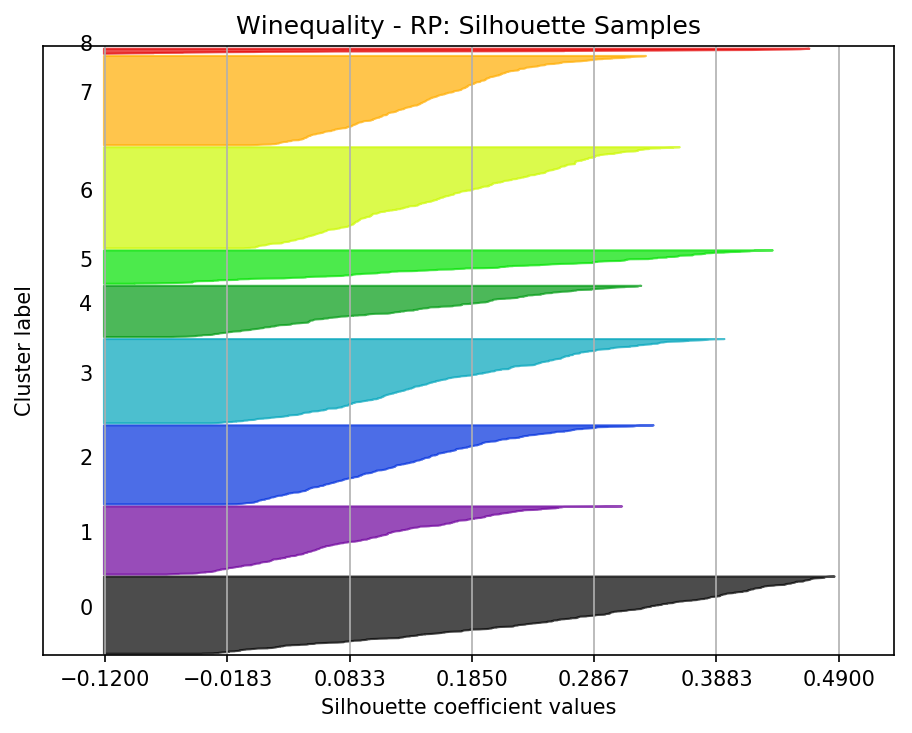 Winequality - RP: Silhouette Samples
8
7
6
5
4
3
2
1
0
Cluster label
−0.1200 −0.0183 0.0833 0.1850 0.2867 0.3883 0.4900
Silhouette coefficient values